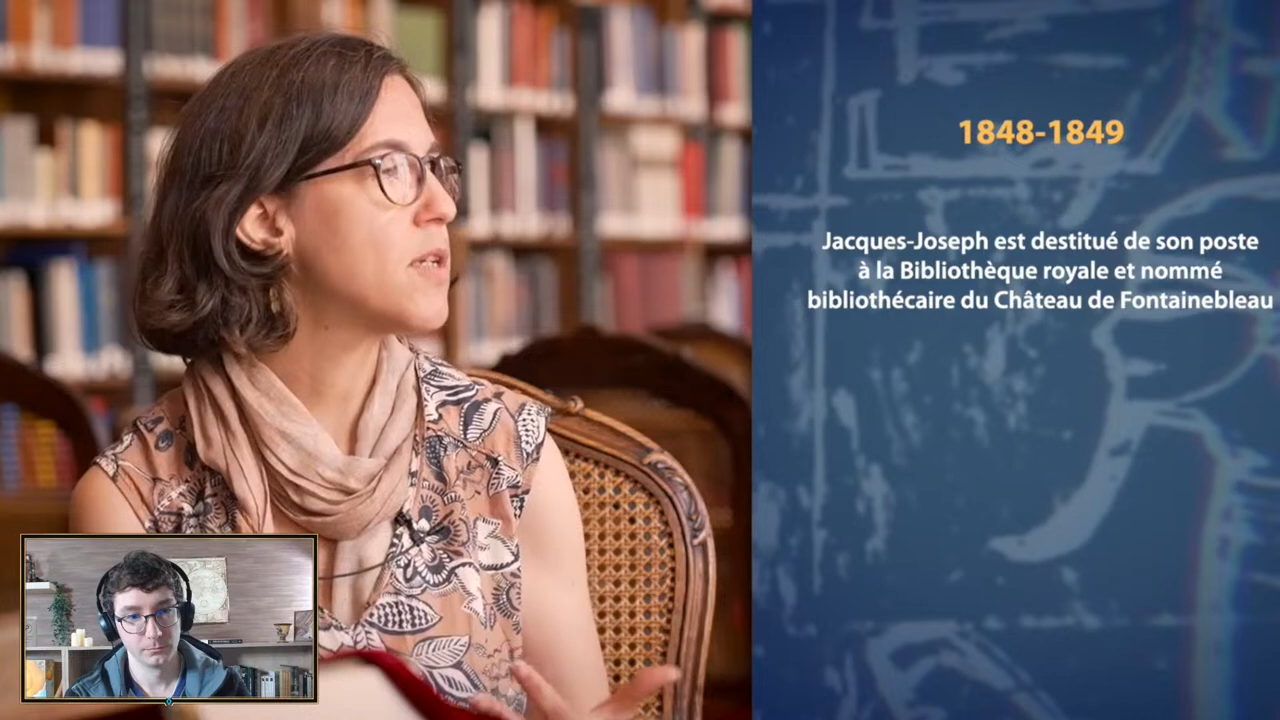 1848-1849
Jacques-Joseph est destitué de son poste
à la Bibliothèque royale et nommé
bibliothécaire du Château de Fontainebleau